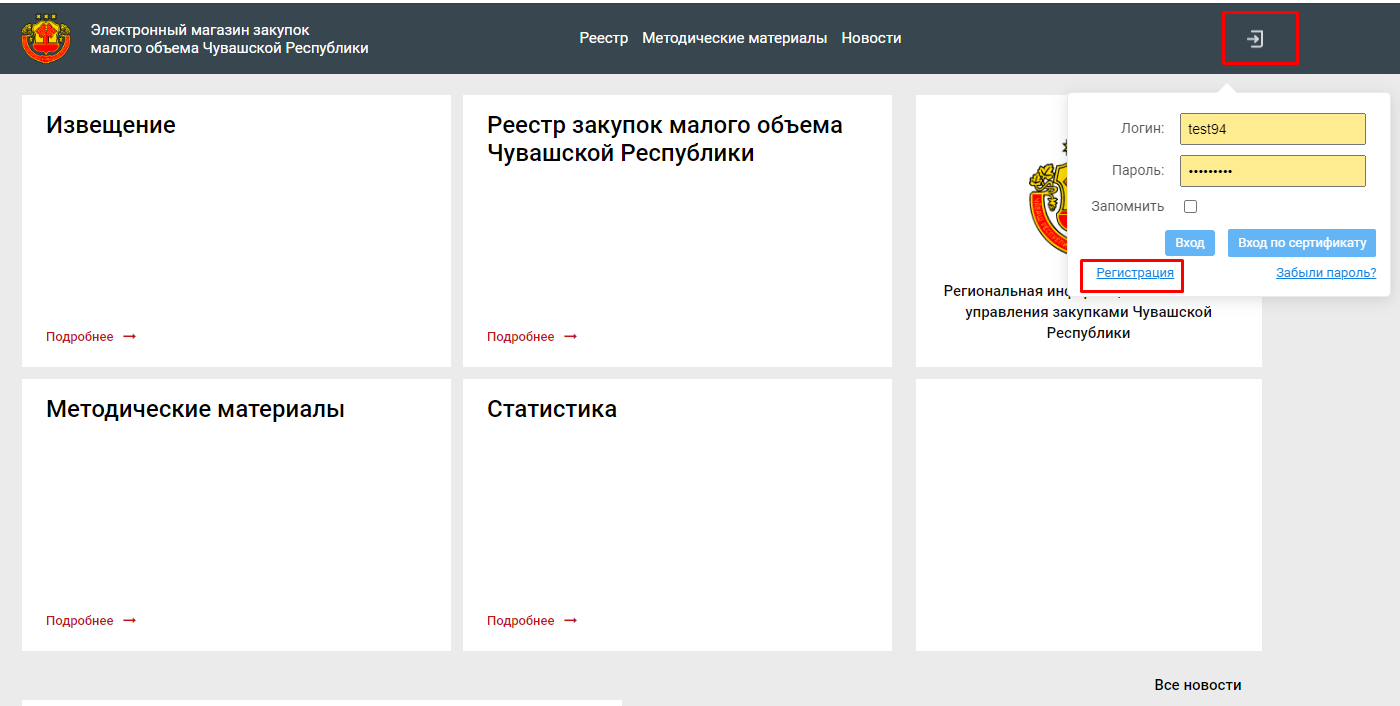 Электронный магазин закупок
малого объема Чувашской Республики
Реестр Методические материалы Новости
Извещение
Подробнее →
Реестр закупок малого объема
Чувашской Республики
Подробнее →
Региональная
управления закупками Чувашской
Республики
Логин: test94
Пароль: •••••••••
Запомнить
Вход Вход по сертификату
Регистрация Забыли пароль?
Методические материалы
Подробнее →
Статистика
Подробнее →
Все новости